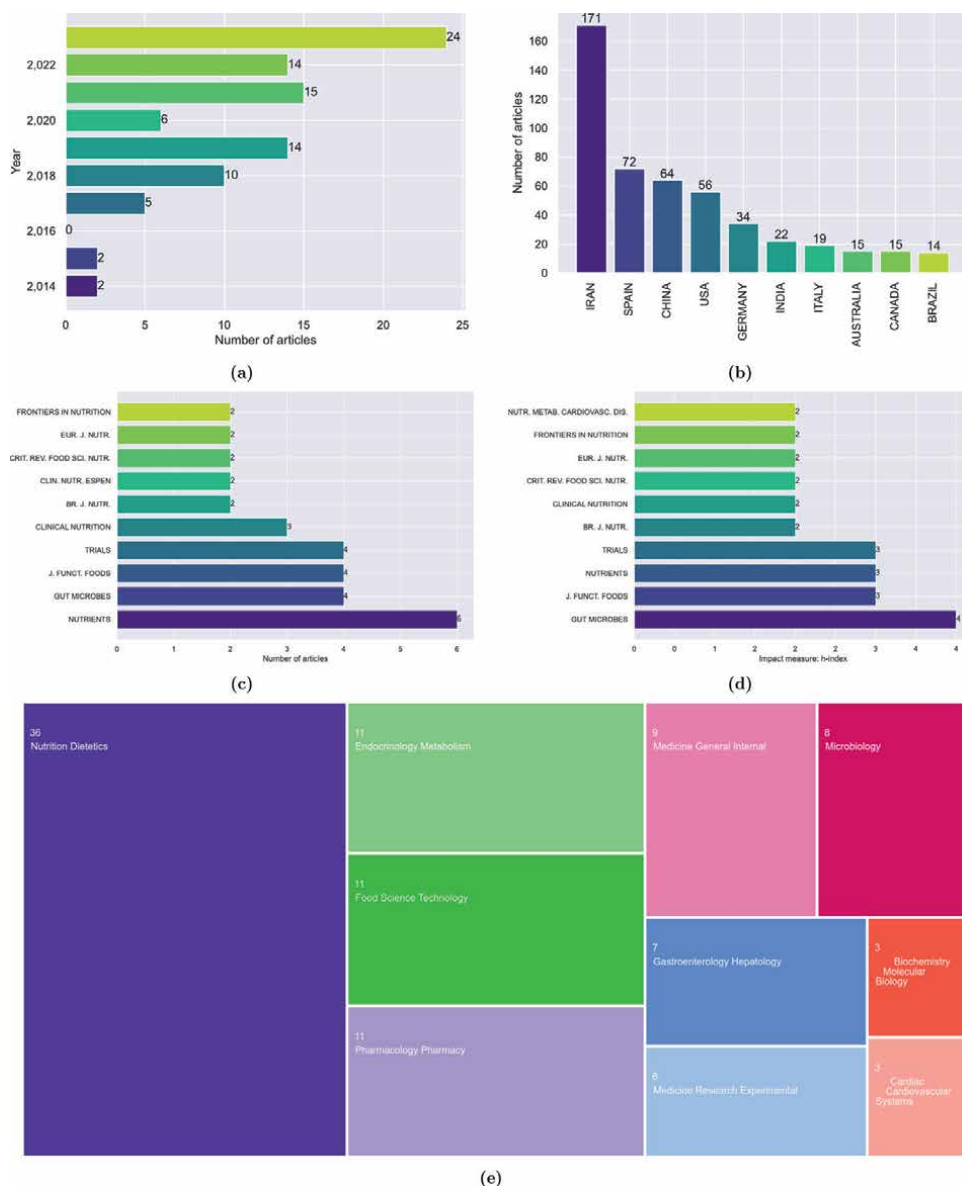 24
2,022
14
15
2,020
6
14
2,018
10
5
2,016
0
2
2,014
2
Year
0 5 10 15 20 25
Number of articles
(a)
171
160
140
120
100
80
60
40
20
0
72
64
56
34
22
19
15
15
14
Number of articles
IRAN
SPAIN
CHINA
USA
GERMANY
INDIA
ITALY
AUSTRALIA
CANADA
BRAZIL
(b)
FRONTIERS IN NUTRITION 2
EUR. J. NUTR. 2
CRIT. REV. FOOD SCI. NUTR. 2
CLIN. NUTR. ESPEN 2
BR. J. NUTR. 2
CLINICAL NUTRITION 3
TRIALS 4
J. FUNCT. FOODS 4
GUT MICROBES 4
NUTRIENTS 6
0 1 2 2 3 4 4 5 6
Number of articles
(c)
NUTR. METAB. CARDIOVASC. DIS. 2
FRONTIERS IN NUTRITION 2
EUR. J. NUTR. 2
CRIT. REV. FOOD SCI. NUTR. 2
CLINICAL NUTRITION 2
BR. J. NUTR. 2
TRIALS 3
NUTRIENTS 3
J. FUNCT. FOODS 3
GUT MICROBES 4
0 0 1 2 2 2 3 4 4
Impact measure: h-index
(d)
36
Nutrition Dietetics
11
Endocrinology Metabolism
11
Food Science Technology
11
Pharmacology Pharmacy
9
Medicine General Internal
8
Microbiology
7
Gastroenterology Hepatology
6
Medicine Research Experimental
3
Biochemistry
Molecular
Biology
3
Cardiac
Cardiovascular
Systems
(e)